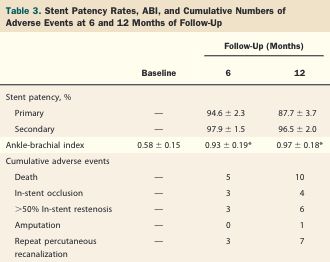 Table 3. Stent Patency Rates, ABI, and Cumulative Numbers of
Adverse Events at 6 and 12 Months of Follow-Up
Follow-Up (Months)
Baseline 6 12
Stent patency, %
Primary — 94.6 ± 2.3 87.7 ± 3.7
Secondary — 97.9 ± 1.5 96.5 ± 2.0
Ankle-brachial index 0.58 ± 0.15 0.93 ± 0.19* 0.97 ± 0.18*
Cumulative adverse events
Death — 5 10
In-stent occlusion — 3 4
>50% In-stent restenosis — 3 6
Amputation — 0 1
Repeat percutaneous — 3 7
recanalization